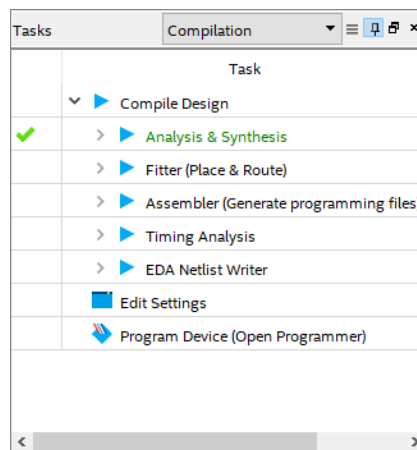 Tasks Compilation
Task
Compile Design
Analysis & Synthesis
Fitter (Place & Route)
Assembler (Generate programming files
Timing Analysis
EDA Netlist Writer
Edit Settings
Program Device (Open Programmer)